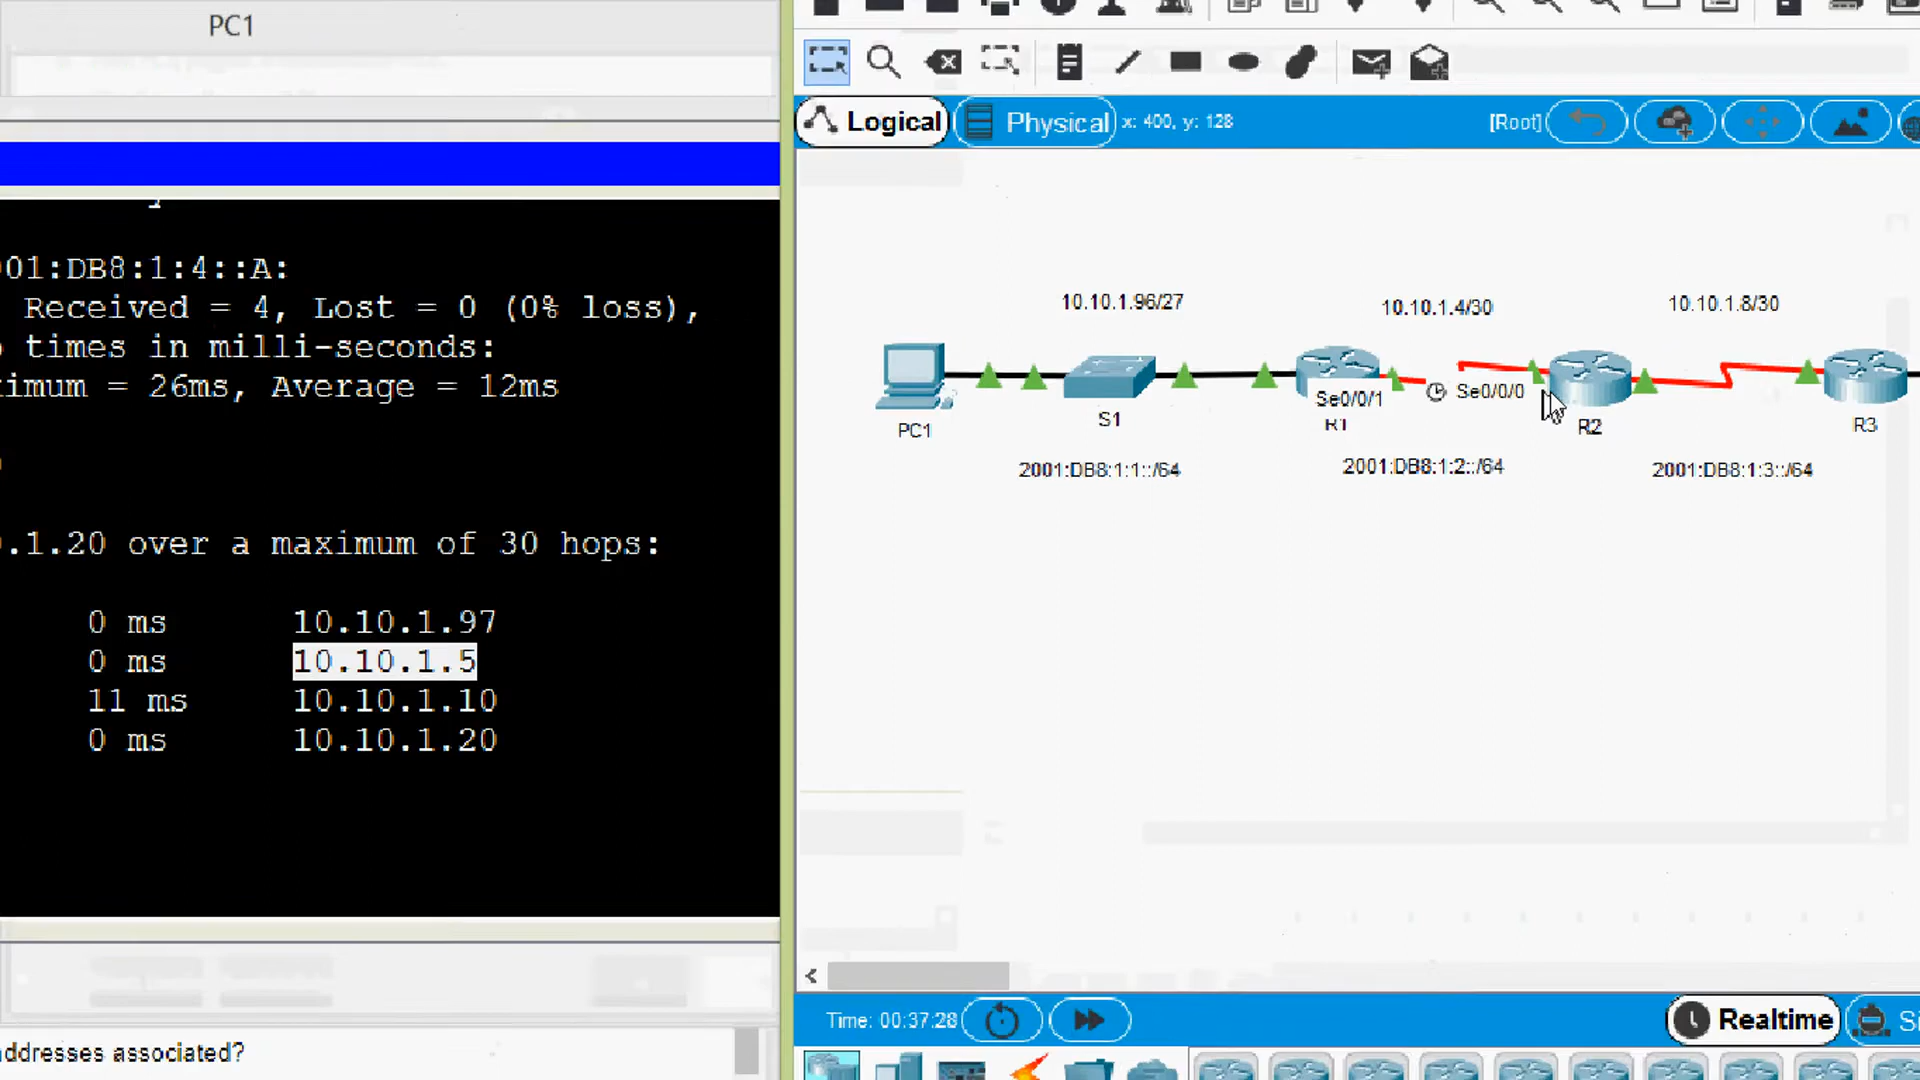 PC1
01:DB8:1:4::A:
Received = 4, Lost = 0 (0% loss),
times in milli-seconds:
imum = 26ms, Average = 12ms
.1.20 over a maximum of 30 hops:
0 ms 10.10.1.97
0 ms 10.10.1.5
11 ms 10.10.1.10
0 ms 10.10.1.20
ddresses associated?
Logical
Physical
x: 400, y: 128
[Root]
10.10.1.96/27
10.10.1.4/30
10.10.1.8/30
Se0/0/1
Se0/0/0
PC1
S1
R1
R2
R3
2001:DB8:1:1::/64
2001:DB8:1:2::/64
2001:DB8:1:3::/64
Time: 00:37:28
Realtime